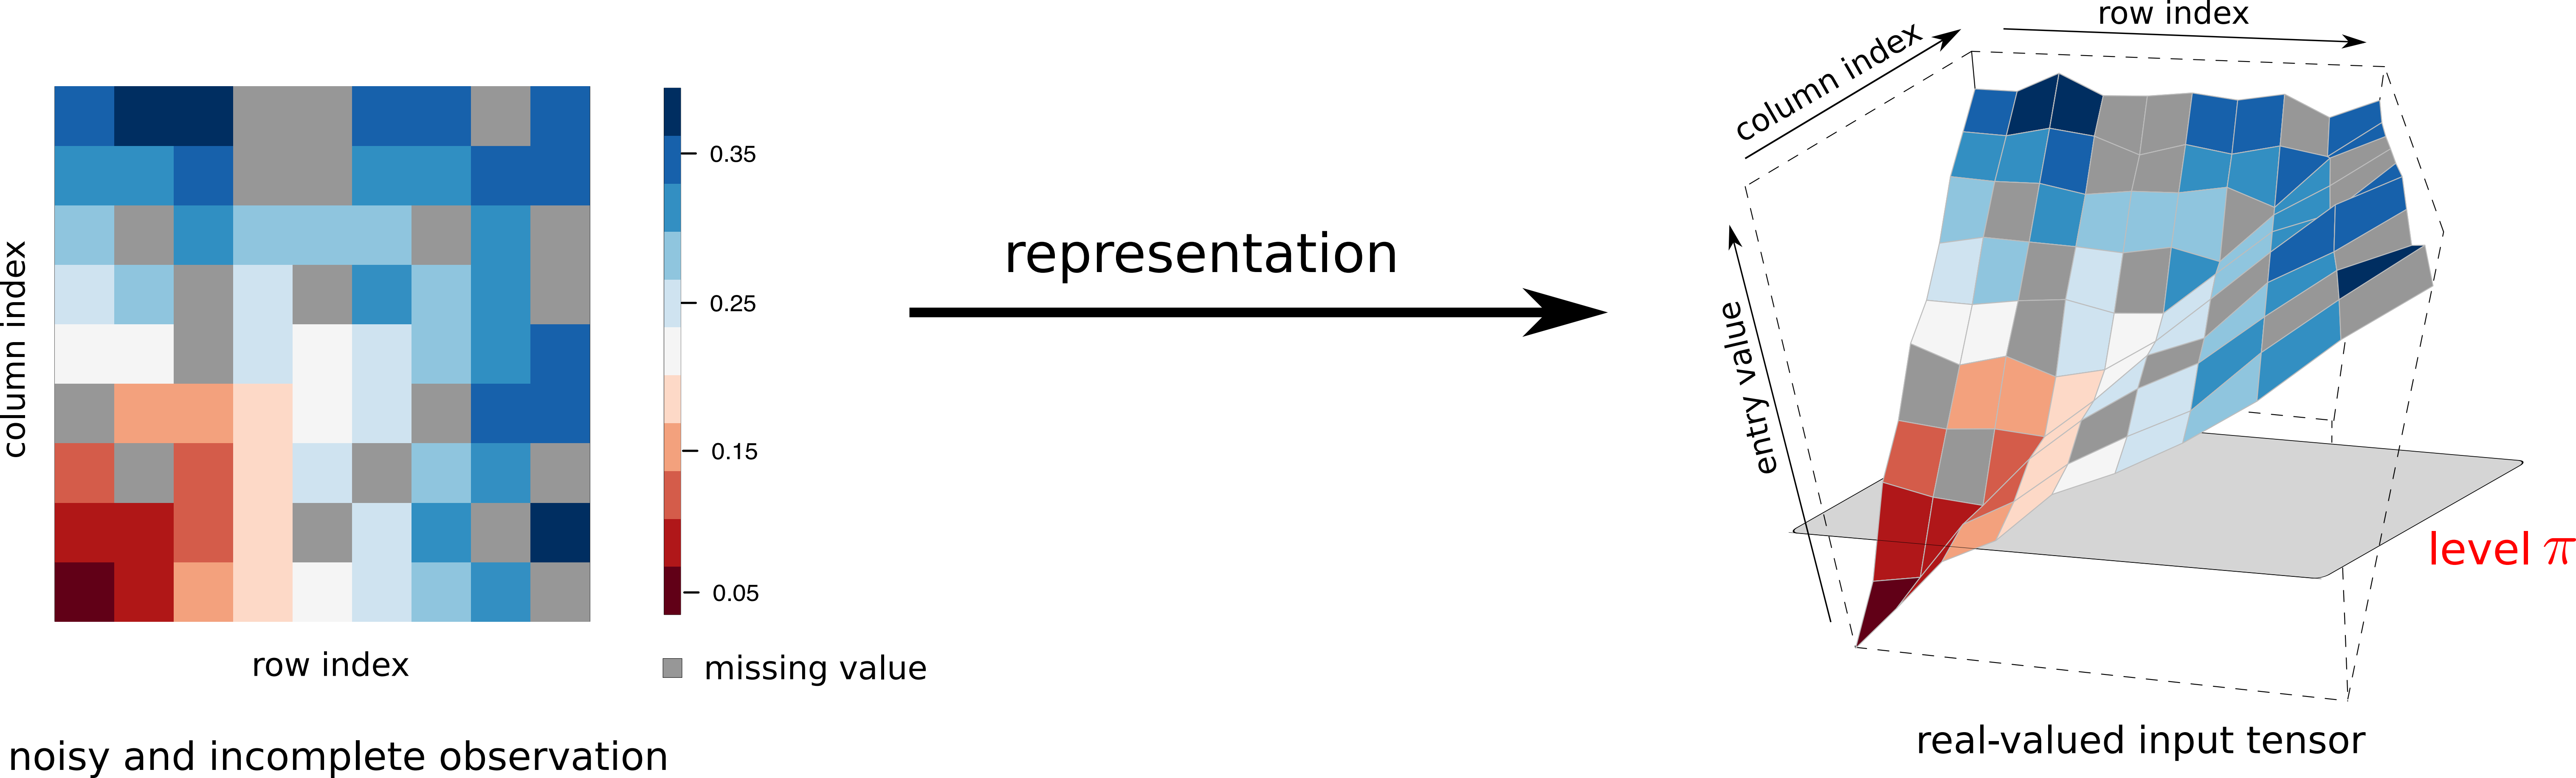 column index
0.35
0.25
0.15
0.05
row index
missing value
noisy and incomplete observation
representation
column index
row index
entry value
level π
real-valued input tensor